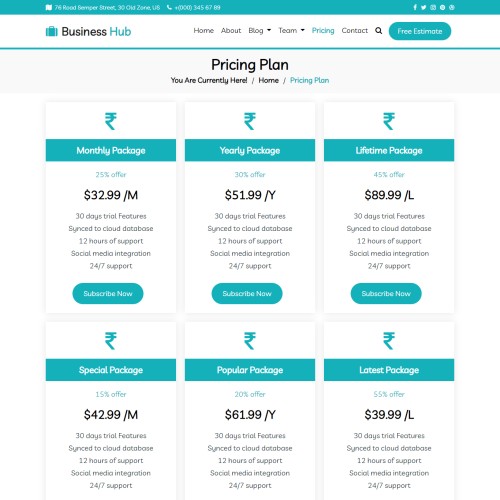 76 Road Semper Street, 30 Old Zone, US +(000) 345 67 89
Business Hub
Home About Blog Team Pricing Contact Free Estimate
Pricing Plan
You Are Currently Here! / Home / Pricing Plan
₹ ₹ ₹
Monthly Package Yearly Package Lifetime Package
25% offer 30% offer 45% offer
$32.99 /M $51.99 /Y $89.99 /L
30 days trial Features 30 days trial Features 30 days trial Features
Synced to cloud database Synced to cloud database Synced to cloud database
12 hours of support 12 hours of support 12 hours of support
Social media integration Social media integration Social media integration
24/7 support 24/7 support 24/7 support
Subscribe Now Subscribe Now Subscribe Now
₹ ₹ ₹
Special Package Popular Package Latest Package
15% offer 20% offer 55% offer
$42.99 /M $61.99 /Y $39.99 /L
30 days trial Features 30 days trial Features 30 days trial Features
Synced to cloud database Synced to cloud database Synced to cloud database
12 hours of support 12 hours of support 12 hours of support
Social media integration Social media integration Social media integration
24/7 support 24/7 support 24/7 support